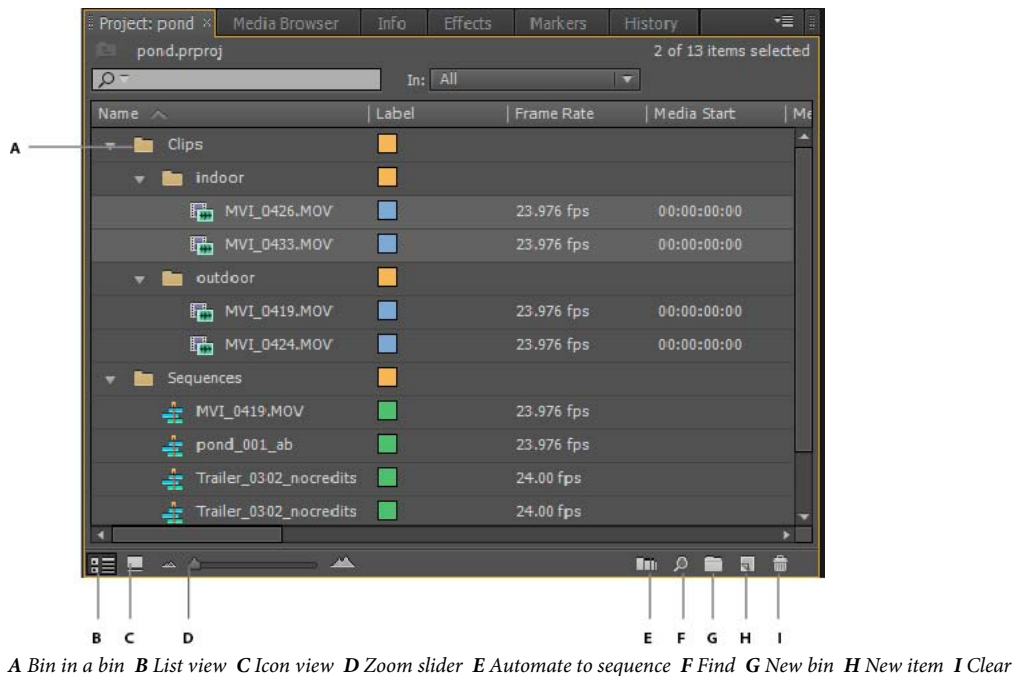 Project: pond × Media Browser Info Effects Markers History
pond.prproj 2 of 13 items selected
In: All
Name Label Frame Rate Media Start Me
A Clips
indoor
MVI_0426.MOV 23.976 fps 00:00:00:00
MVI_0433.MOV 23.976 fps 00:00:00:00
outdoor
MVI_0419.MOV 23.976 fps 00:00:00:00
MVI_0424.MOV 23.976 fps 00:00:00:00
Sequences
MVI_0419.MOV 23.976 fps
pond_001_ab 23.976 fps
Trailer_0302_nocredits 24.00 fps
Trailer_0302_nocredits 24.00 fps
B C D E F G H I
A Bin in a bin B List view C Icon view D Zoom slider E Automate to sequence F Find G New bin H New item I Clear